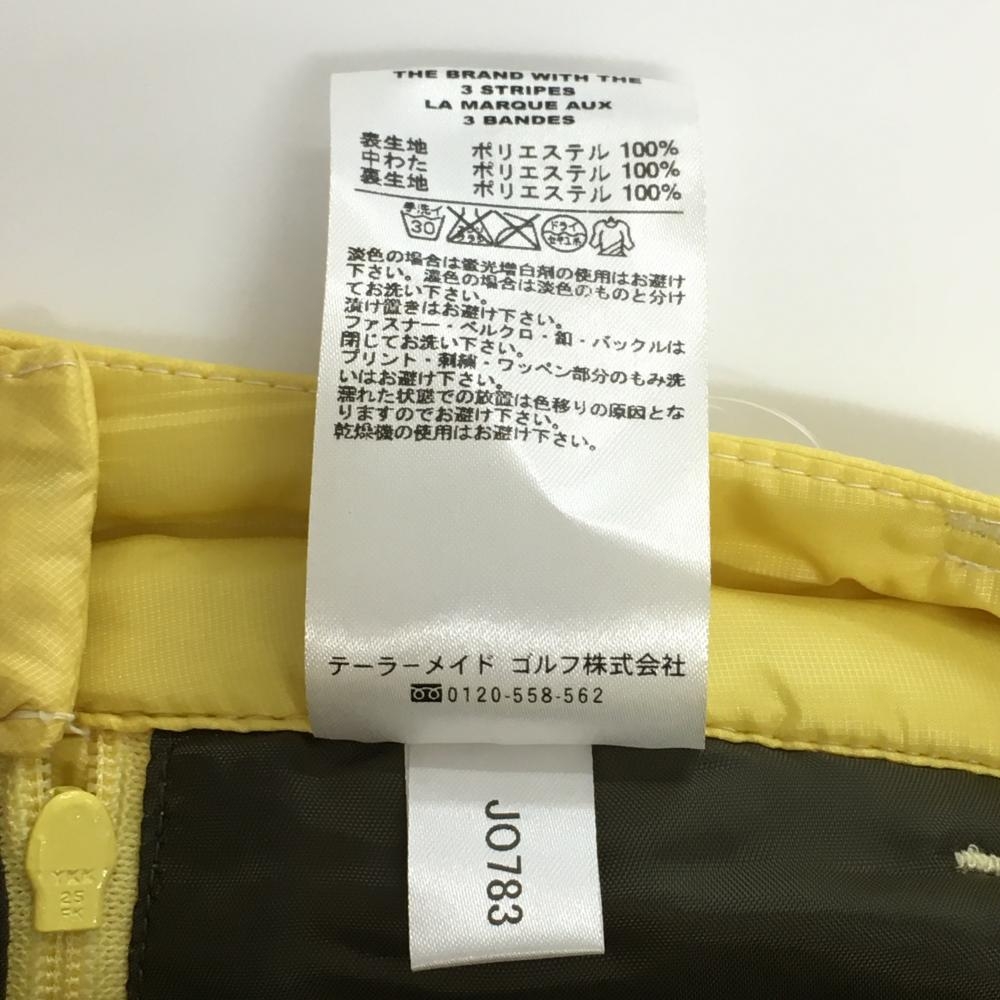 THE BRAND WITH THE
3 STRIPES
LA MARQUE AUX
3 BANDES
表生地 ポリエステル 100%
中わた ポリエステル 100%
裏生地 ポリエステル 100%
手洗イ
30
ドライ
セキユ系
淡色の場合は蛍光増白剤の使用はお避け
下さい。濃色の場合は淡色のものと分け
てお洗い下さい。
漬け置きはお避け下さい。
ファスナー・ベルクロ・釦・バックルは
閉じてお洗い下さい。
プリント・刺繍・ワッペン部分のもみ洗
いはお避け下さい。
濡れた状態での放置は色移りの原因とな
りますのでお避け下さい。
乾燥機の使用はお避け下さい。
テーラーメイド ゴルフ株式会社
0120-558-562
JO783
YKK
25